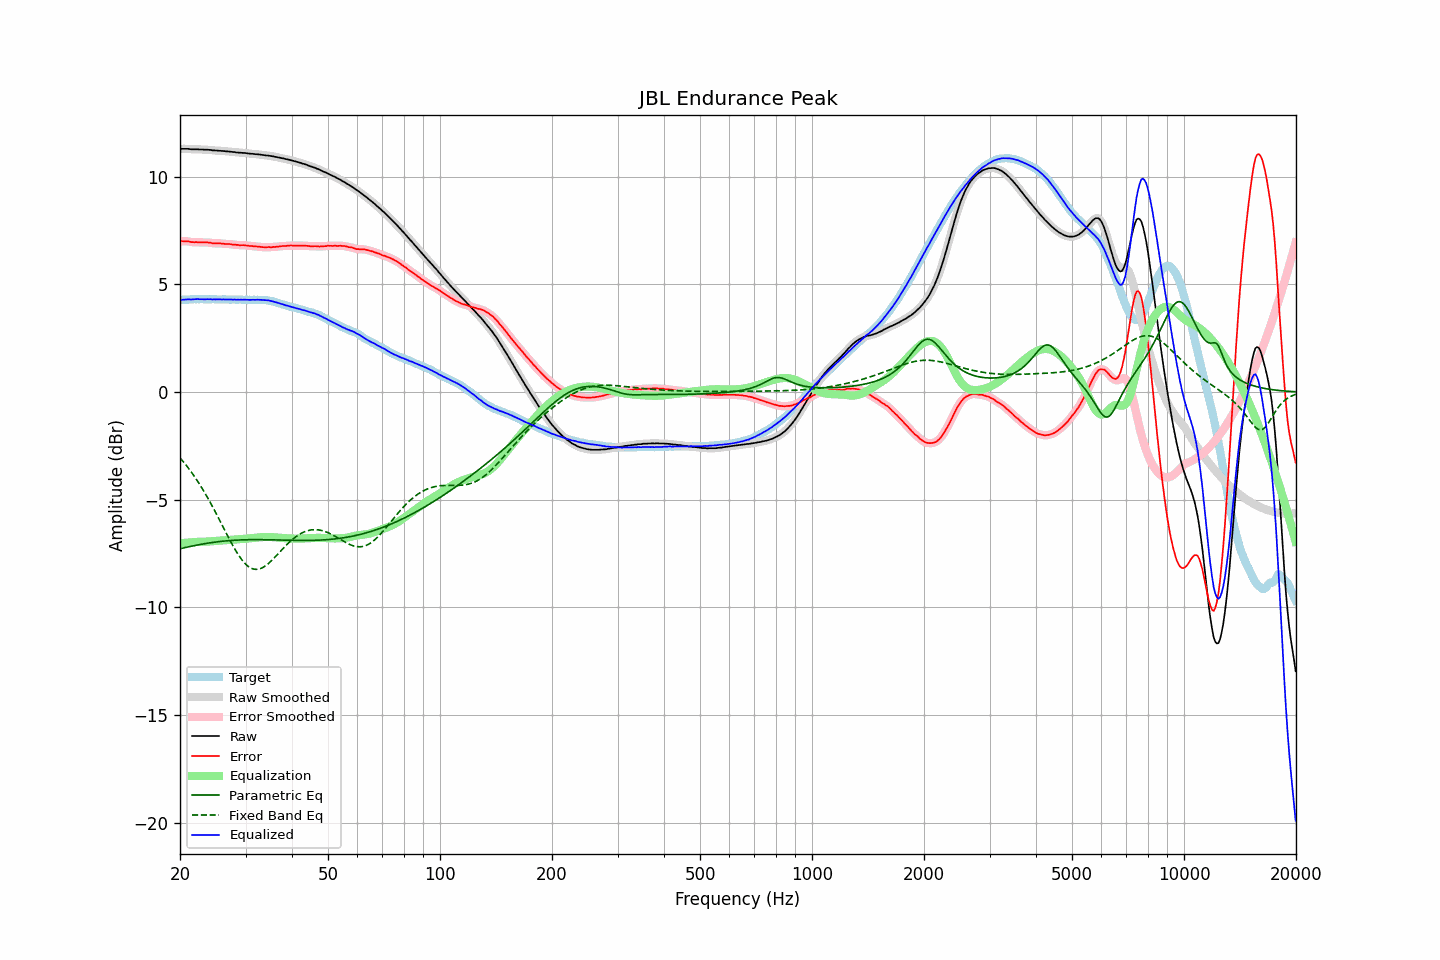 JBL Endurance Peak
Amplitude (dBr)
10
5
0
−5
−10
−15
−20
Target
Raw Smoothed
Error Smoothed
Raw
Error
Equalization
Parametric Eq
Fixed Band Eq
Equalized
20 50 100 200 500 1000 2000 5000 10000 20000
Frequency (Hz)